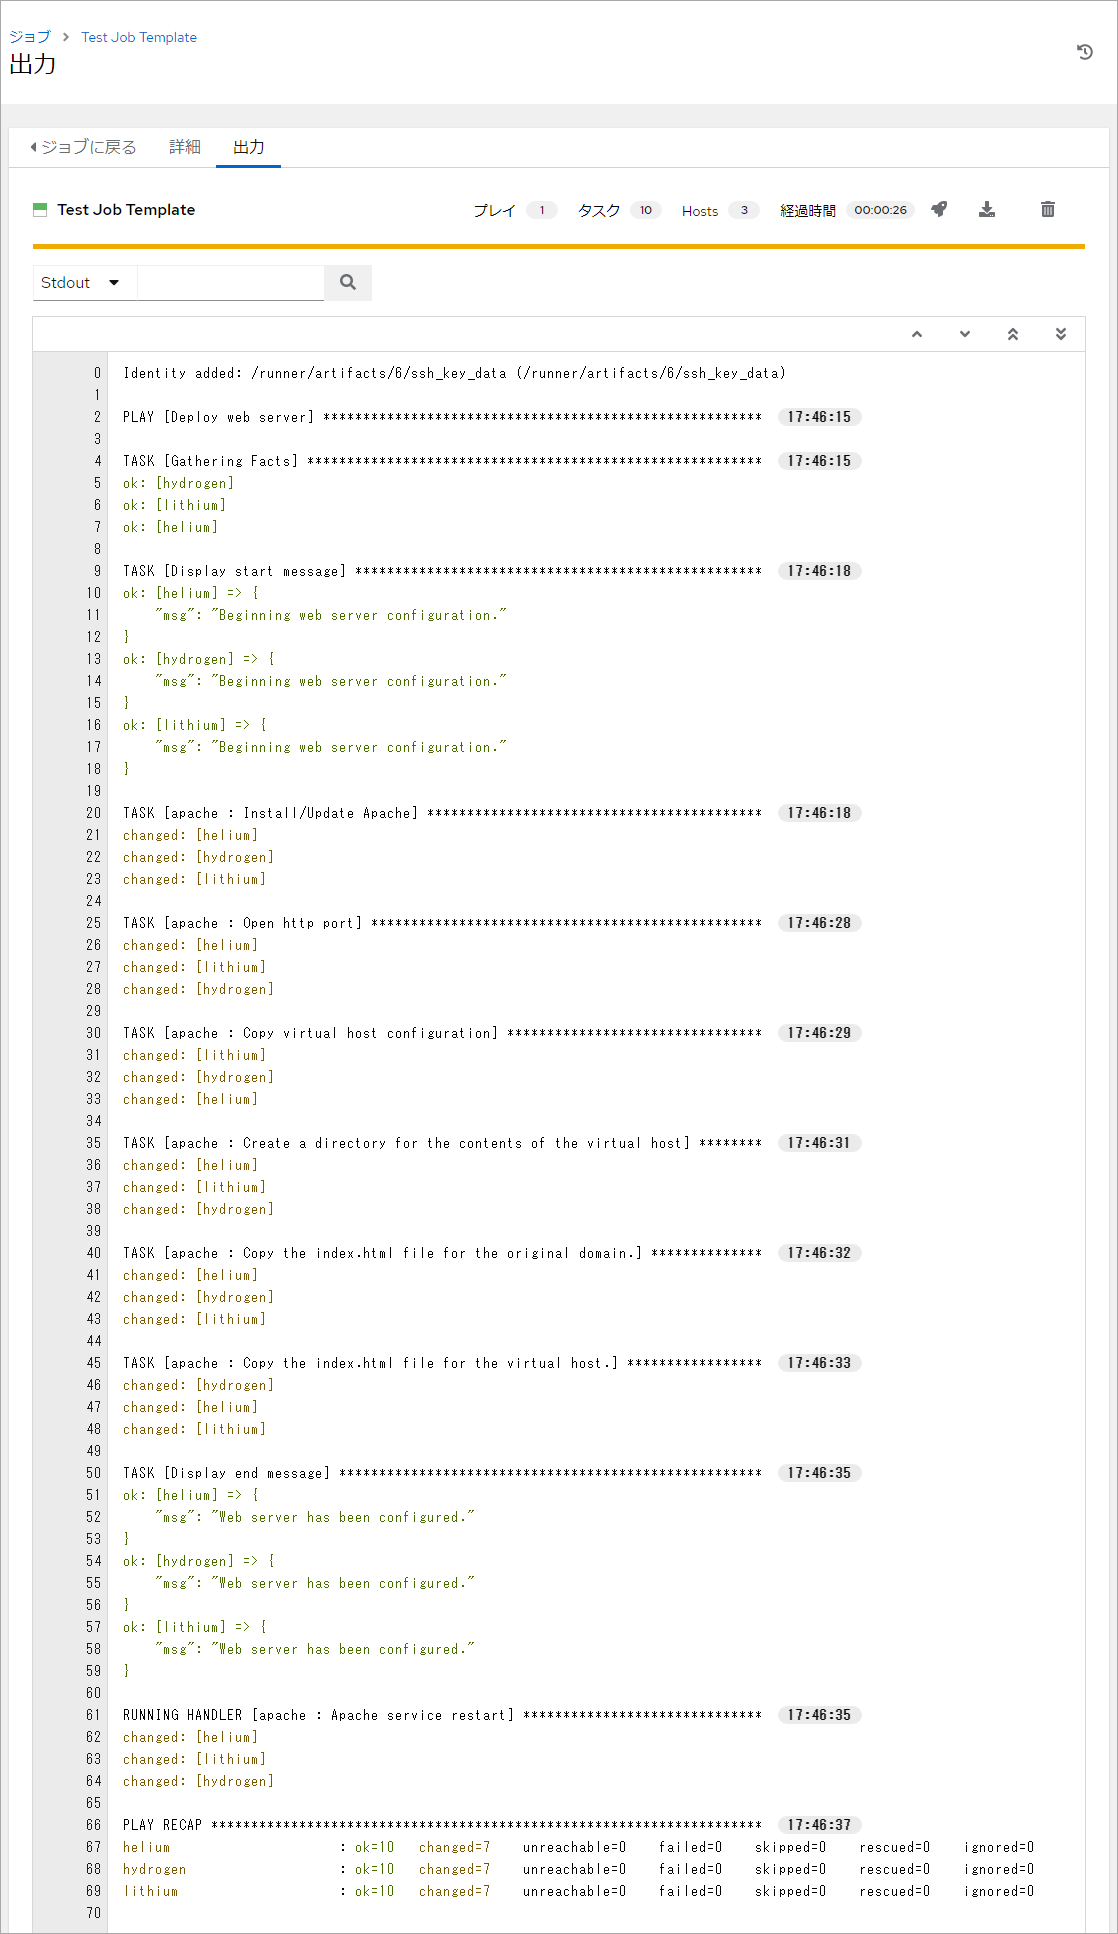 ジョブ > Test Job Template
出力
ジョブに戻る 詳細 出力
Test Job Template プレイ 1 タスク 10 Hosts 3 経過時間 00:00:26
Stdout
0 Identity added: /runner/artifacts/6/ssh_key_data (/runner/artifacts/6/ssh_key_data)
1
2 PLAY [Deploy web server] ******************************************************* 17:46:15
3
4 TASK [Gathering Facts] ********************************************************* 17:46:15
5 ok: [hydrogen]
6 ok: [lithium]
7 ok: [helium]
8
9 TASK [Display start message] *************************************************** 17:46:18
10 ok: [helium] => {
11     "msg": "Beginning web server configuration."
12 }
13 ok: [hydrogen] => {
14     "msg": "Beginning web server configuration."
15 }
16 ok: [lithium] => {
17     "msg": "Beginning web server configuration."
18 }
19
20 TASK [apache : Install/Update Apache] ****************************************** 17:46:18
21 changed: [helium]
22 changed: [hydrogen]
23 changed: [lithium]
24
25 TASK [apache : Open http port] ************************************************* 17:46:28
26 changed: [helium]
27 changed: [lithium]
28 changed: [hydrogen]
29
30 TASK [apache : Copy virtual host configuration] ******************************** 17:46:29
31 changed: [lithium]
32 changed: [hydrogen]
33 changed: [helium]
34
35 TASK [apache : Create a directory for the contents of the virtual host] ******** 17:46:31
36 changed: [helium]
37 changed: [lithium]
38 changed: [hydrogen]
39
40 TASK [apache : Copy the index.html file for the original domain.] ************** 17:46:32
41 changed: [helium]
42 changed: [hydrogen]
43 changed: [lithium]
44
45 TASK [apache : Copy the index.html file for the virtual host.] ***************** 17:46:33
46 changed: [hydrogen]
47 changed: [helium]
48 changed: [lithium]
49
50 TASK [Display end message] ***************************************************** 17:46:35
51 ok: [helium] => {
52     "msg": "Web server has been configured."
53 }
54 ok: [hydrogen] => {
55     "msg": "Web server has been configured."
56 }
57 ok: [lithium] => {
58     "msg": "Web server has been configured."
59 }
60
61 RUNNING HANDLER [apache : Apache service restart] ****************************** 17:46:35
62 changed: [helium]
63 changed: [lithium]
64 changed: [hydrogen]
65
66 PLAY RECAP ********************************************************************* 17:46:37
67 helium : ok=10 changed=7 unreachable=0 failed=0 skipped=0 rescued=0 ignored=0
68 hydrogen : ok=10 changed=7 unreachable=0 failed=0 skipped=0 rescued=0 ignored=0
69 lithium : ok=10 changed=7 unreachable=0 failed=0 skipped=0 rescued=0 ignored=0
70